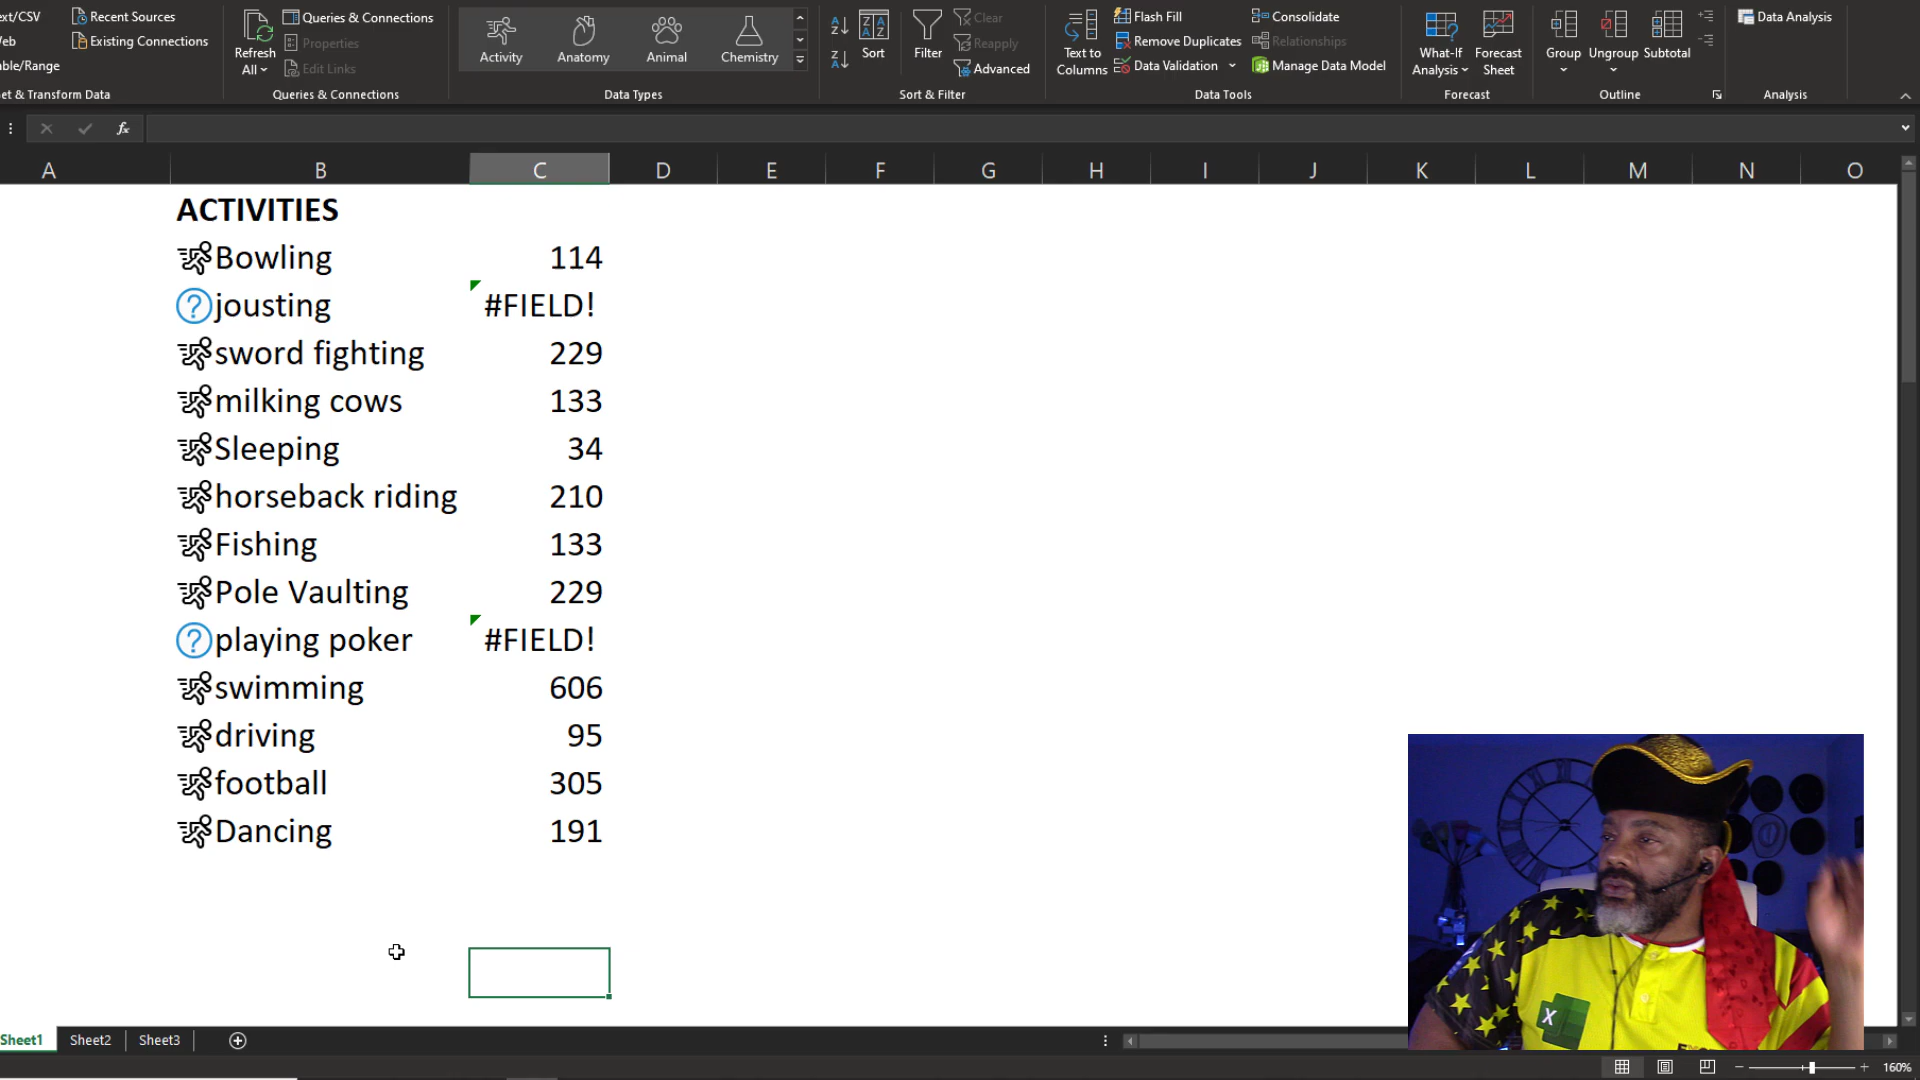 ext/CSV
Recent Sources
Queries & Connections
Clear
Flash Fill
Consolidate
Data Analysis
eb
Existing Connections
Refresh
All
Properties
Activity
Anatomy
Animal
Chemistry
Sort
Filter
Reapply
Text to
Columns
Remove Duplicates
Relationships
What-If
Analysis
Forecast
Sheet
Group
Ungroup
Subtotal
ble/Range
Edit Links
Advanced
Data Validation
Manage Data Model
et & Transform Data
Queries & Connections
Data Types
Sort & Filter
Data Tools
Forecast
Outline
Analysis
fx
A B C D E F G H I J K L M N O
ACTIVITIES
Bowling 114
jousting #FIELD!
sword fighting 229
milking cows 133
Sleeping 34
horseback riding 210
Fishing 133
Pole Vaulting 229
playing poker #FIELD!
swimming 606
driving 95
football 305
Dancing 191
X
Sheet1 Sheet2 Sheet3
160%